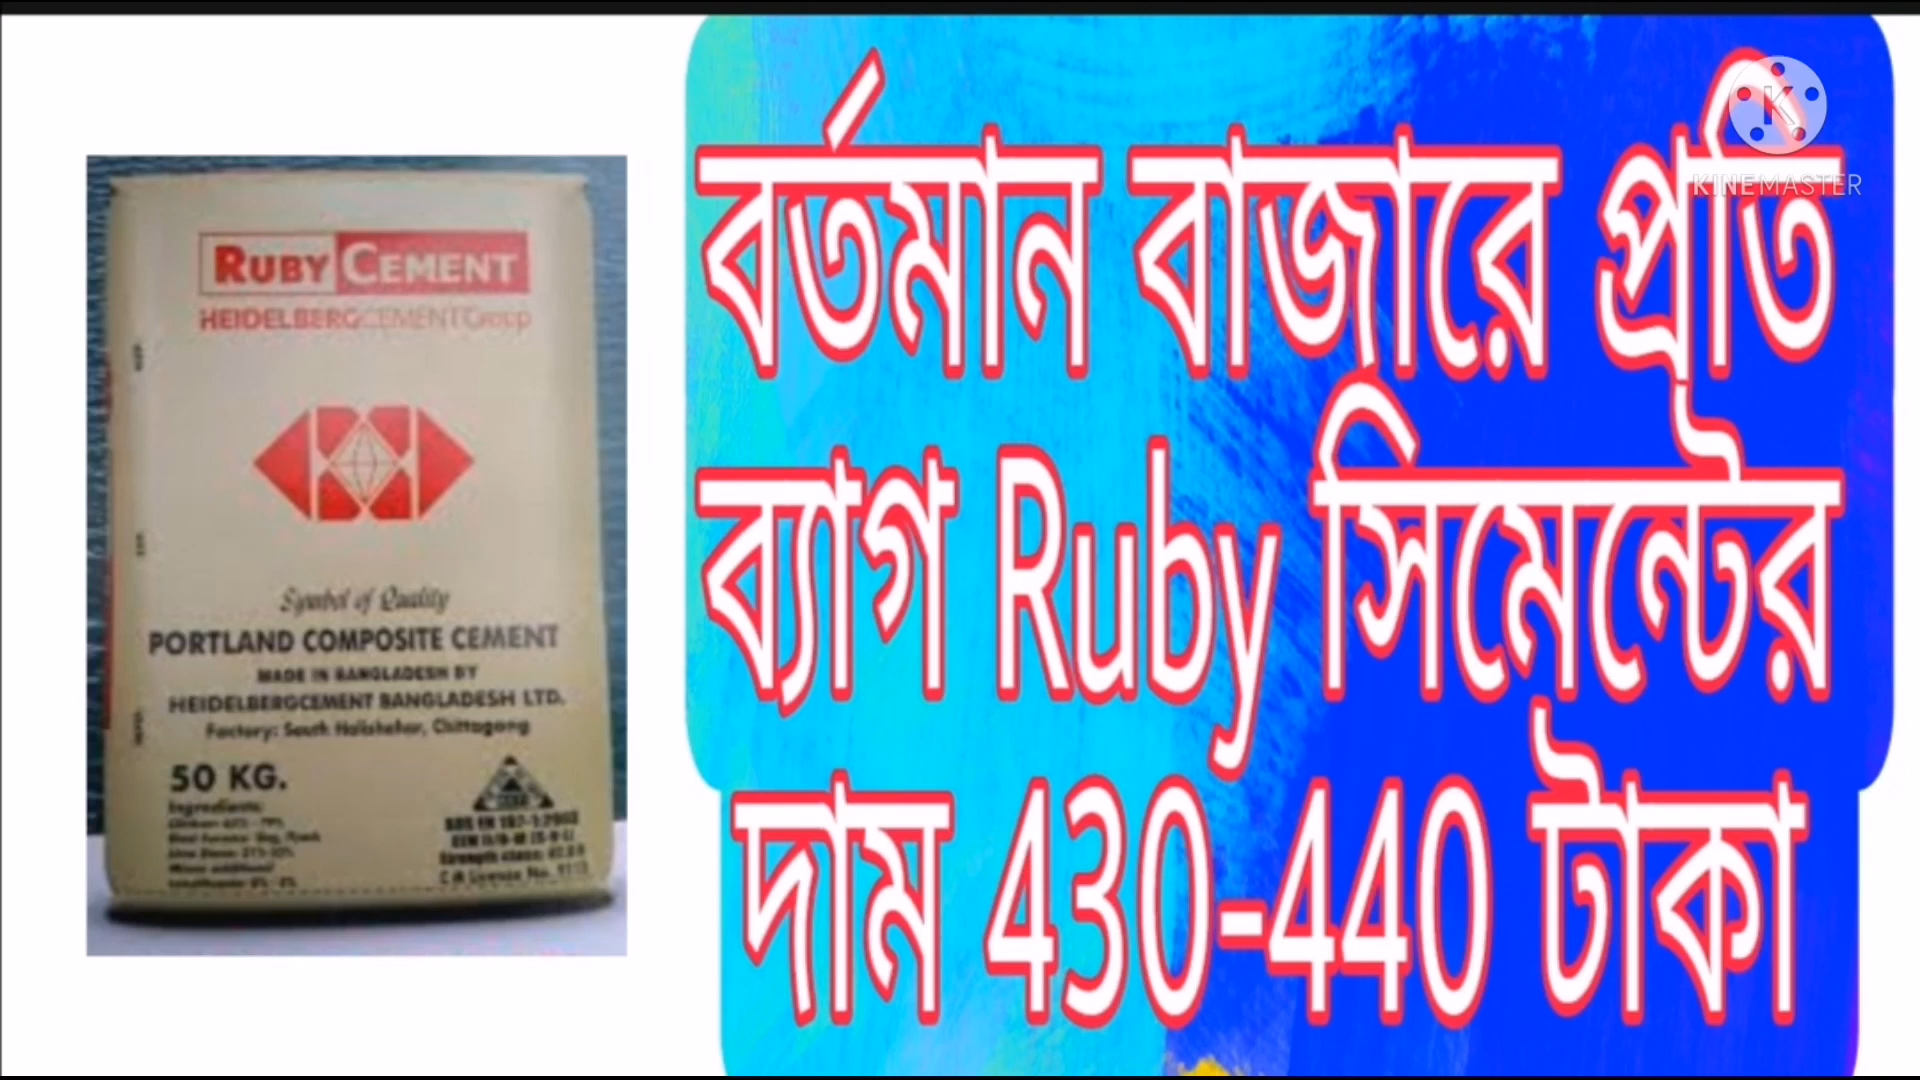 RUBY CEMENT
HEIDELBERGCEMENT Group
Symbol of Quality
PORTLAND COMPOSITE CEMENT
MADE IN BANGLADESH BY
HEIDELBERGCEMENT BANGLADESH LTD.
Factory: South Halishahar, Chittagong
50 KG.
Ingredients:
বর্তমান বাজারে প্রতি
ব্যাগ Ruby সিমেন্টের
দাম 430-440 টাকা
KINEMASTER